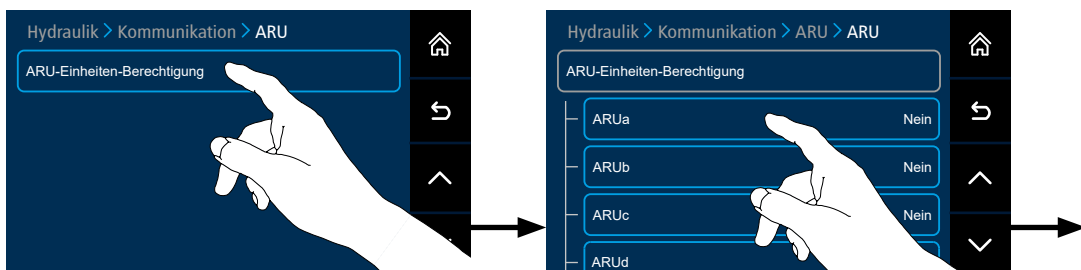 Hydraulik > Kommunikation > ARU
ARU-Einheiten-Berechtigung
Hydraulik > Kommunikation > ARU > ARU
ARU-Einheiten-Berechtigung
ARUa Nein
ARUb Nein
ARUc Nein
ARUd